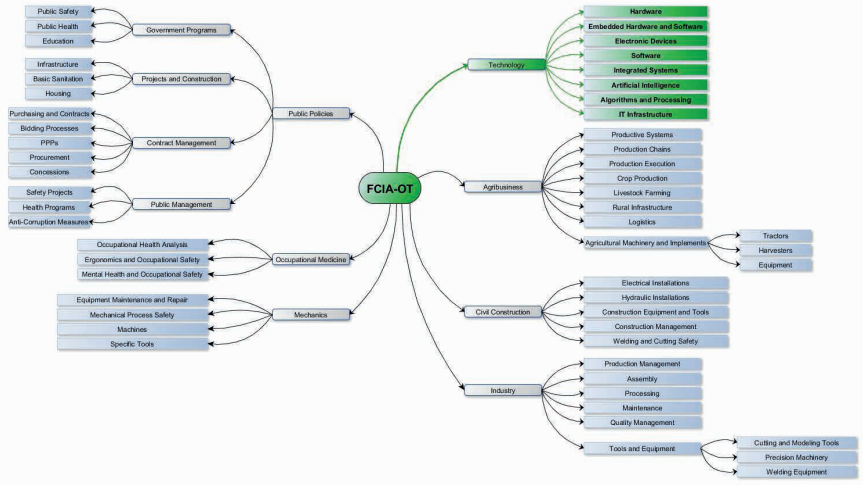 FCIA-OT
Public Policies
Government Programs
Public Safety
Public Health
Education
Projects and Construction
Infrastructure
Basic Sanitation
Housing
Contract Management
Purchasing and Contracts
Bidding Processes
PPPs
Procurement
Concessions
Public Management
Safety Projects
Health Programs
Anti-Corruption Measures
Occupational Medicine
Occupational Health Analysis
Ergonomics and Occupational Safety
Mental Health and Occupational Safety
Mechanics
Equipment Maintenance and Repair
Mechanical Process Safety
Machines
Specific Tools
Technology
Hardware
Embedded Hardware and Software
Electronic Devices
Software
Integrated Systems
Artificial Intelligence
Algorithms and Processing
IT Infrastructure
Agribusiness
Productive Systems
Production Chains
Production Execution
Crop Production
Livestock Farming
Rural Infrastructure
Logistics
Agricultural Machinery and Implements
Tractors
Harvesters
Equipment
Civil Construction
Electrical Installations
Hydraulic Installations
Construction Equipment and Tools
Construction Management
Welding and Cutting Safety
Industry
Production Management
Assembly
Processing
Maintenance
Quality Management
Tools and Equipment
Cutting and Modeling Tools
Precision Machinery
Welding Equipment